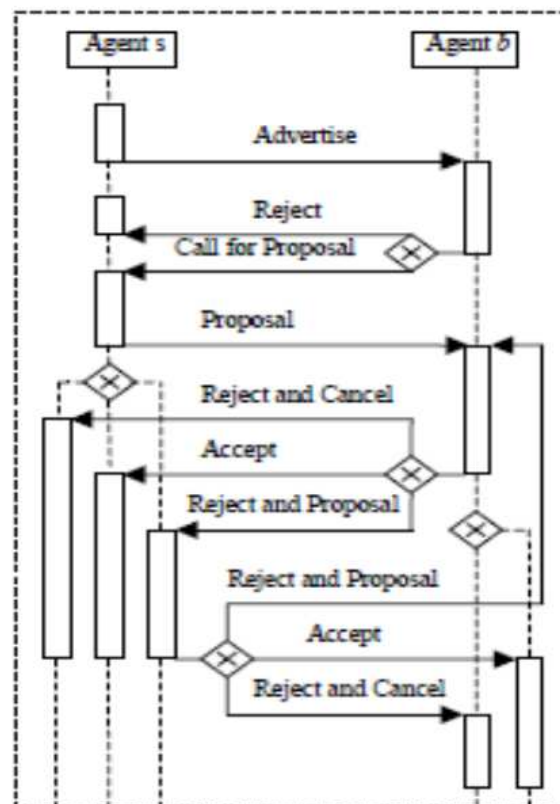 Agent s
Agent b
Advertise
Reject
Call for Proposal
Proposal
Reject and Cancel
Accept
Reject and Proposal
Reject and Proposal
Accept
Reject and Cancel